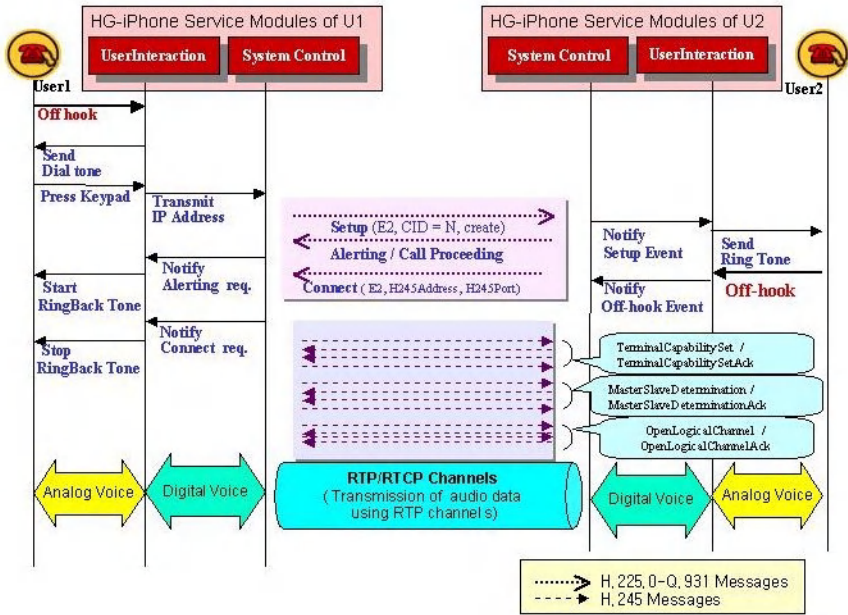 HG-iPhone Service Modules of U1
HG-iPhone Service Modules of U2
UserInteraction
System Control
System Control
UserInteraction
User1
User2
Off hook
Send
Dial tone
Press Keypad
Transmit
IP Address
Setup (E2, CID = N, create)
Alerting / Call Proceeding
Connect ( E2, H245Address, H245Port)
Notify
Setup Event
Send
Ring Tone
Notify
Alerting req.
Start
RingBack Tone
Notify
Off-hook Event
Off-hook
Notify
Connect req.
Stop
RingBack Tone
TerminalCapabilitySet /
TerminalCapabilitySetAck
MasterSlaveDetermination /
MasterSlaveDeterminationAck
OpenLogicalChannel /
OpenLogicalChannelAck
Analog Voice
Digital Voice
RTP/RTCP Channels
( Transmission of audio data
using RTP channels)
Digital Voice
Analog Voice
H,225,0-Q,931 Messages
H,245 Messages